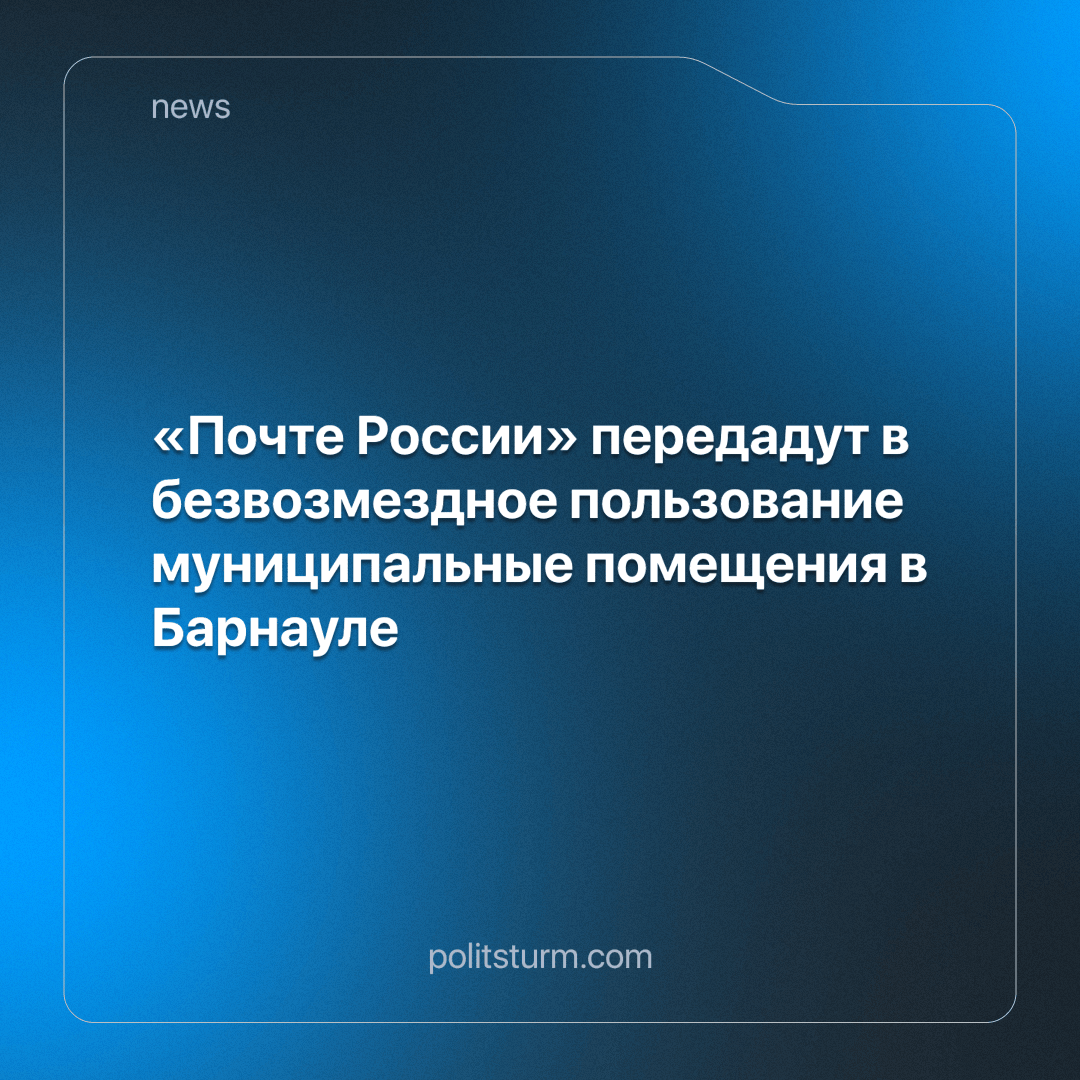 news
«Почте России» передадут в
безвозмездное пользование
муниципальные помещения в
Барнауле
politsturm.com